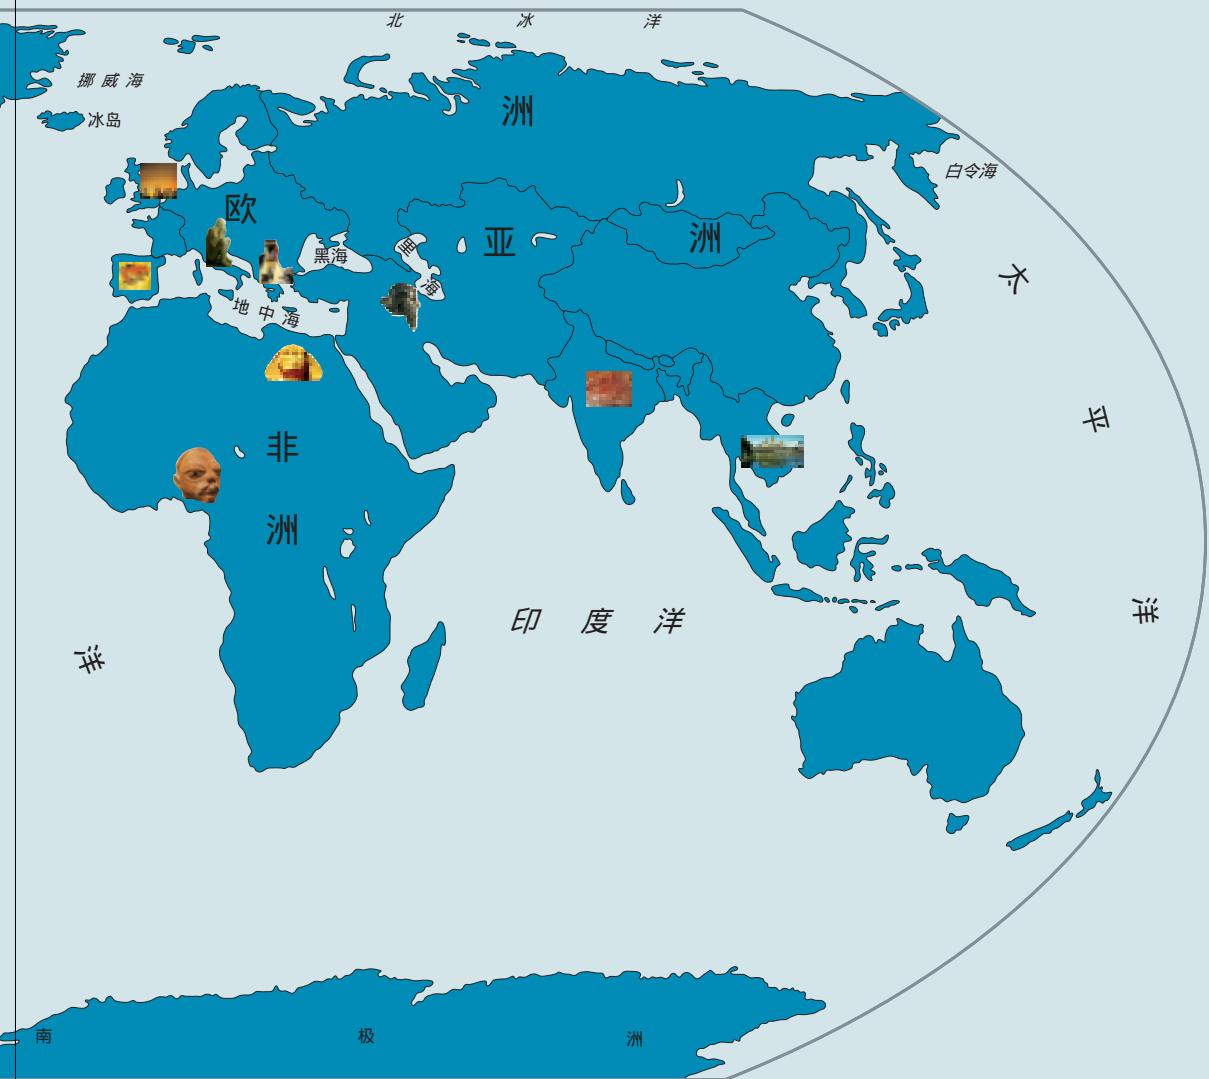 北 冰 洋
挪 威 海
冰岛
洲
白令海
欧
亚 洲
黑海
里 海
地 中 海
太 平 洋
非 洲
印 度 洋
洋
南 极 洲